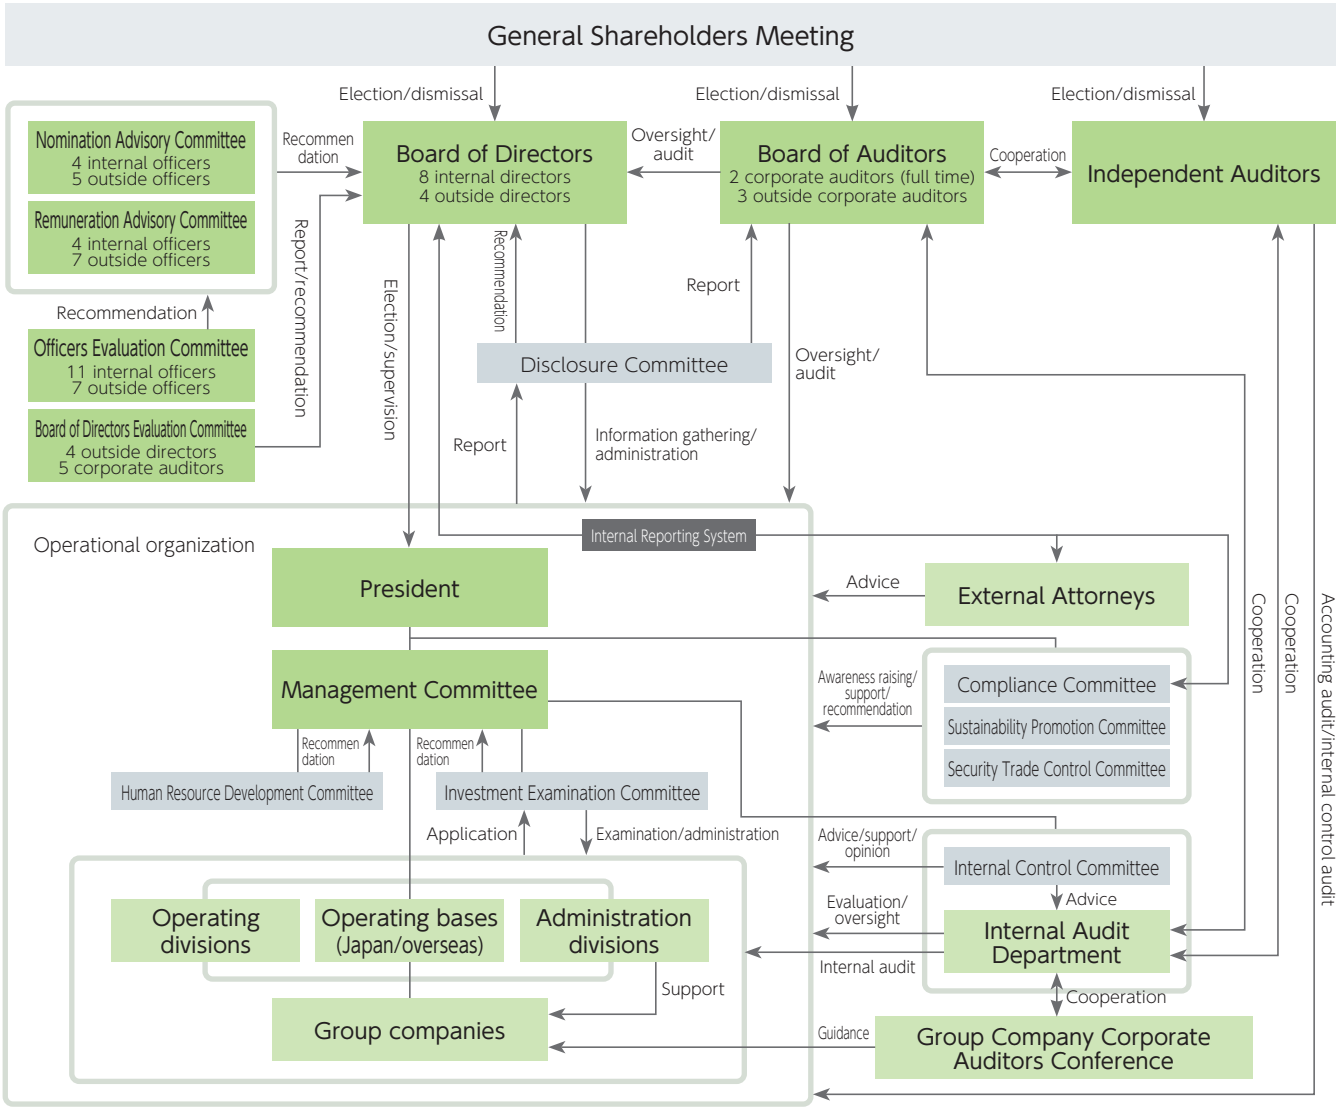 General Shareholders Meeting
Election/dismissal
Election/dismissal
Election/dismissal
Nomination Advisory Committee
4 internal officers
5 outside officers
Remuneration Advisory Committee
4 internal officers
7 outside officers
Recommen
dation
Board of Directors
8 internal directors
4 outside directors
Oversight/
audit
Board of Auditors
2 corporate auditors (full time)
3 outside corporate auditors
Cooperation
Independent Auditors
Recommendation
Officers Evaluation Committee
11 internal officers
7 outside officers
Board of Directors Evaluation Committee
4 outside directors
5 corporate auditors
Report/recommendation
Election/supervision
Recommendation
Report
Disclosure Committee
Oversight/
audit
Report
Information gathering/
administration
Operational organization
Internal Reporting System
President
Advice
External Attorneys
Cooperation
Cooperation
Accounting audit/internal control audit
Management Committee
Awareness raising/
support/
recommendation
Compliance Committee
Sustainability Promotion Committee
Security Trade Control Committee
Recommen
dation
Recommen
dation
Human Resource Development Committee
Investment Examination Committee
Application
Examination/administration
Advice/support/
opinion
Internal Control Committee
Advice
Operating
divisions
Operating bases
(Japan/overseas)
Administration
divisions
Evaluation/
oversight
Internal Audit
Department
Internal audit
Support
Cooperation
Group companies
Guidance
Group Company Corporate
Auditors Conference